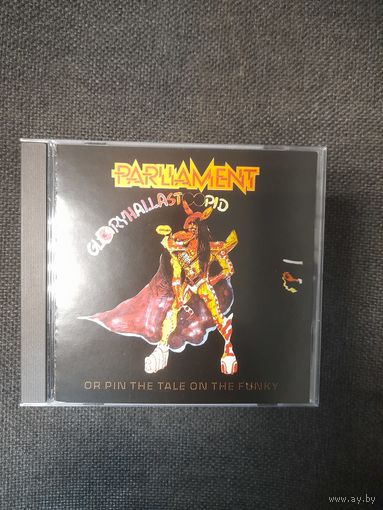 PARLIAMENT
GLORYHALLASTOOPID
OR PIN THE TALE ON THE FUNKY
www.ay.by